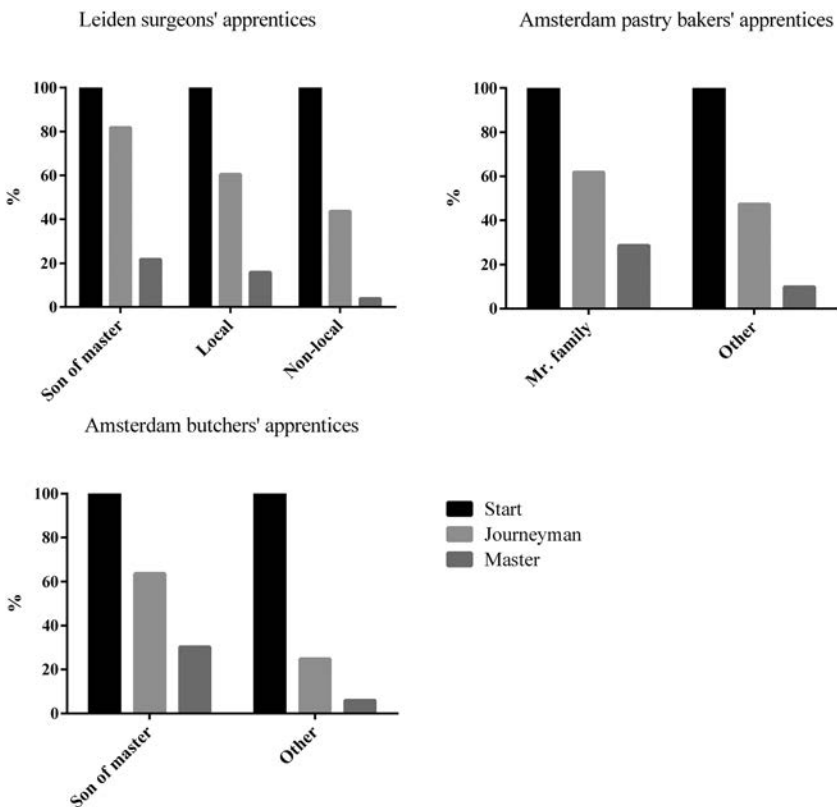 Leiden surgeons' apprentices
100
80
60
40
20
0
%
Son of master
Local
Non-local
Amsterdam pastry bakers' apprentices
100
80
60
40
20
0
%
Mr. family
Other
Amsterdam butchers' apprentices
100
80
60
40
20
0
%
Son of master
Other
Start
Journeyman
Master